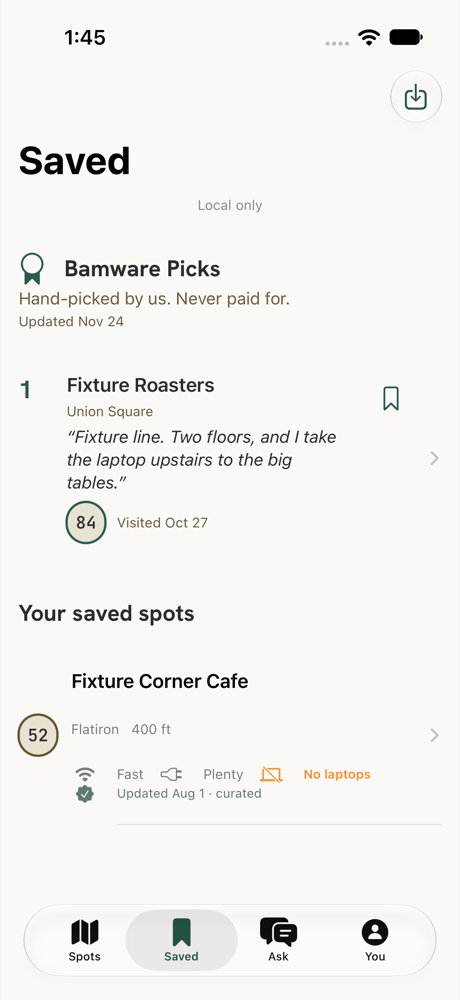 1:45
Saved
Local only
Bamware Picks
Hand-picked by us. Never paid for.
Updated Nov 24
1
Fixture Roasters
Union Square
“Fixture line. Two floors, and I take
the laptop upstairs to the big
tables.”
84 Visited Oct 27
Your saved spots
Fixture Corner Cafe
52 Flatiron 400 ft
Fast Plenty No laptops
Updated Aug 1 · curated
Spots Saved Ask You